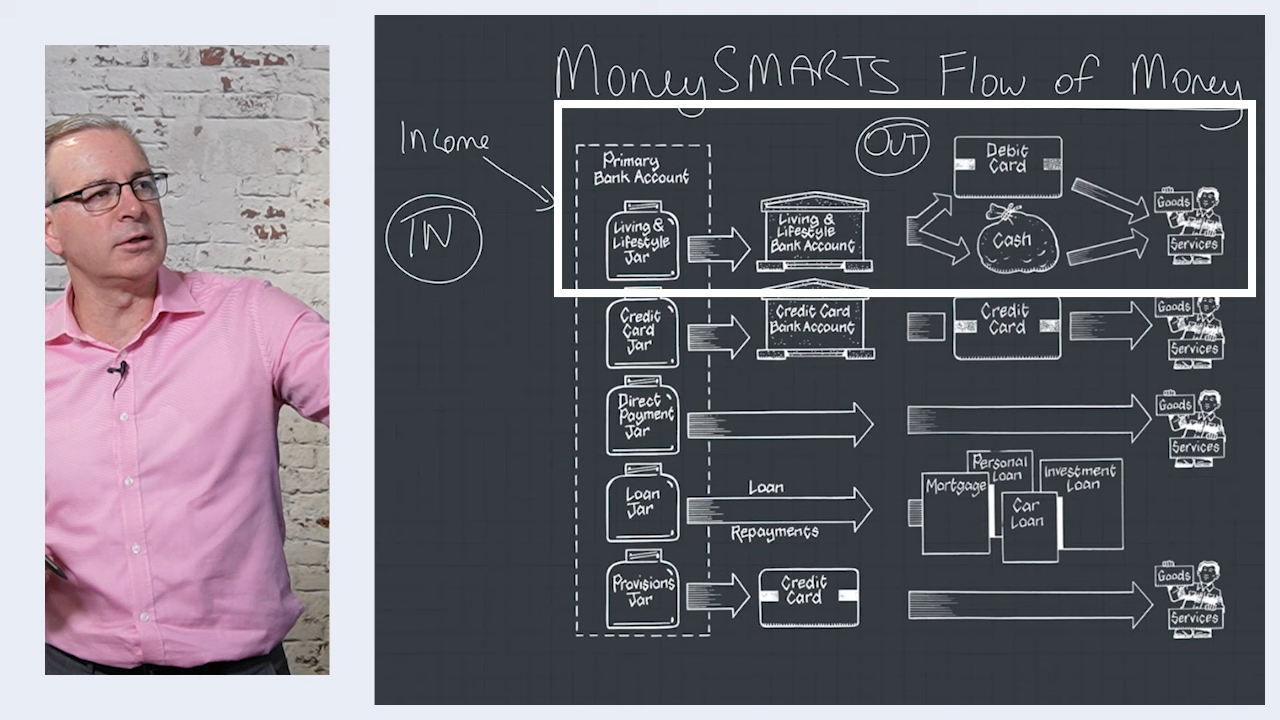 MoneySMARTS Flow of Money
Income
IN
OUT
Primary
Bank Account
Living &
Lifestyle
Jar
Living &
Lifestyle
Bank Account
Debit
Card
Cash
Goods
Services
Credit
Card
Jar
Credit Card
Bank Account
Credit
Card
Goods
Services
Direct
Payment
Jar
Goods
Services
Loan
Jar
Loan
Repayments
Mortgage
Personal
Loan
Car
Loan
Investment
Loan
Provisions
Jar
Credit
Card
Goods
Services